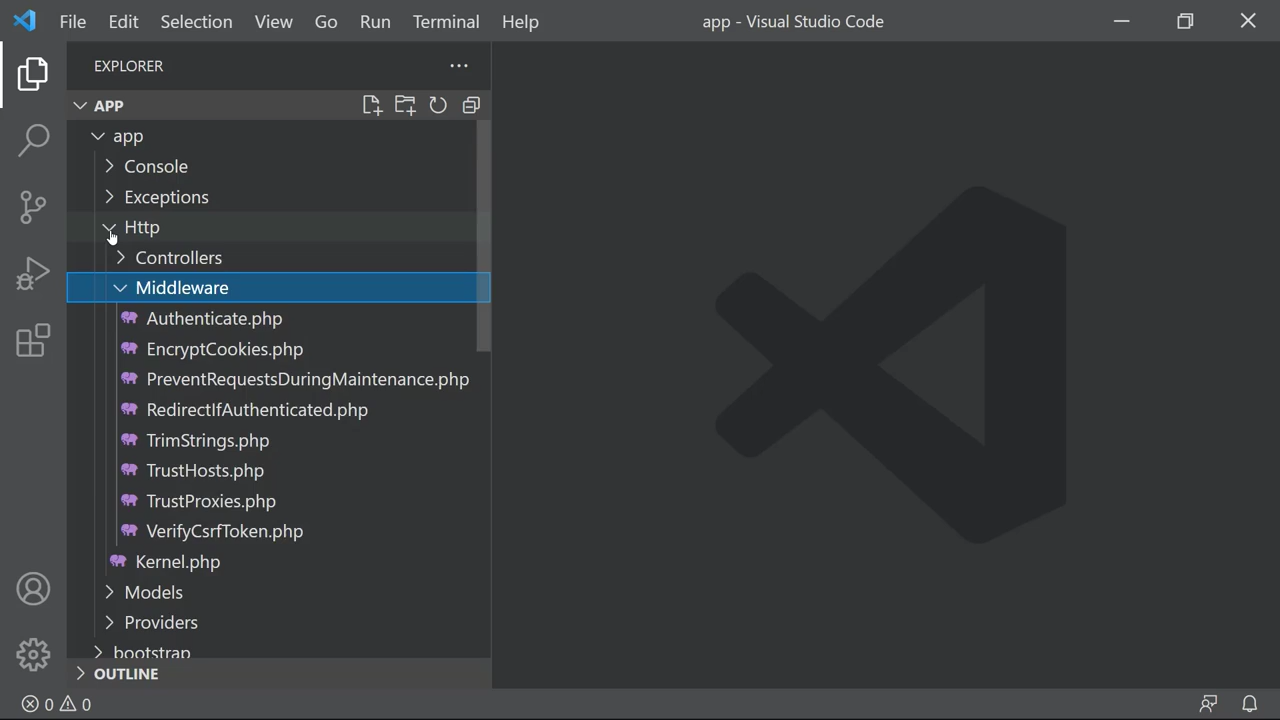 File Edit Selection View Go Run Terminal Help
app - Visual Studio Code
EXPLORER
APP
app
Console
Exceptions
Http
Controllers
Middleware
Authenticate.php
EncryptCookies.php
PreventRequestsDuringMaintenance.php
RedirectIfAuthenticated.php
TrimStrings.php
TrustHosts.php
TrustProxies.php
VerifyCsrfToken.php
Kernel.php
Models
Providers
bootstrap
OUTLINE
0 0